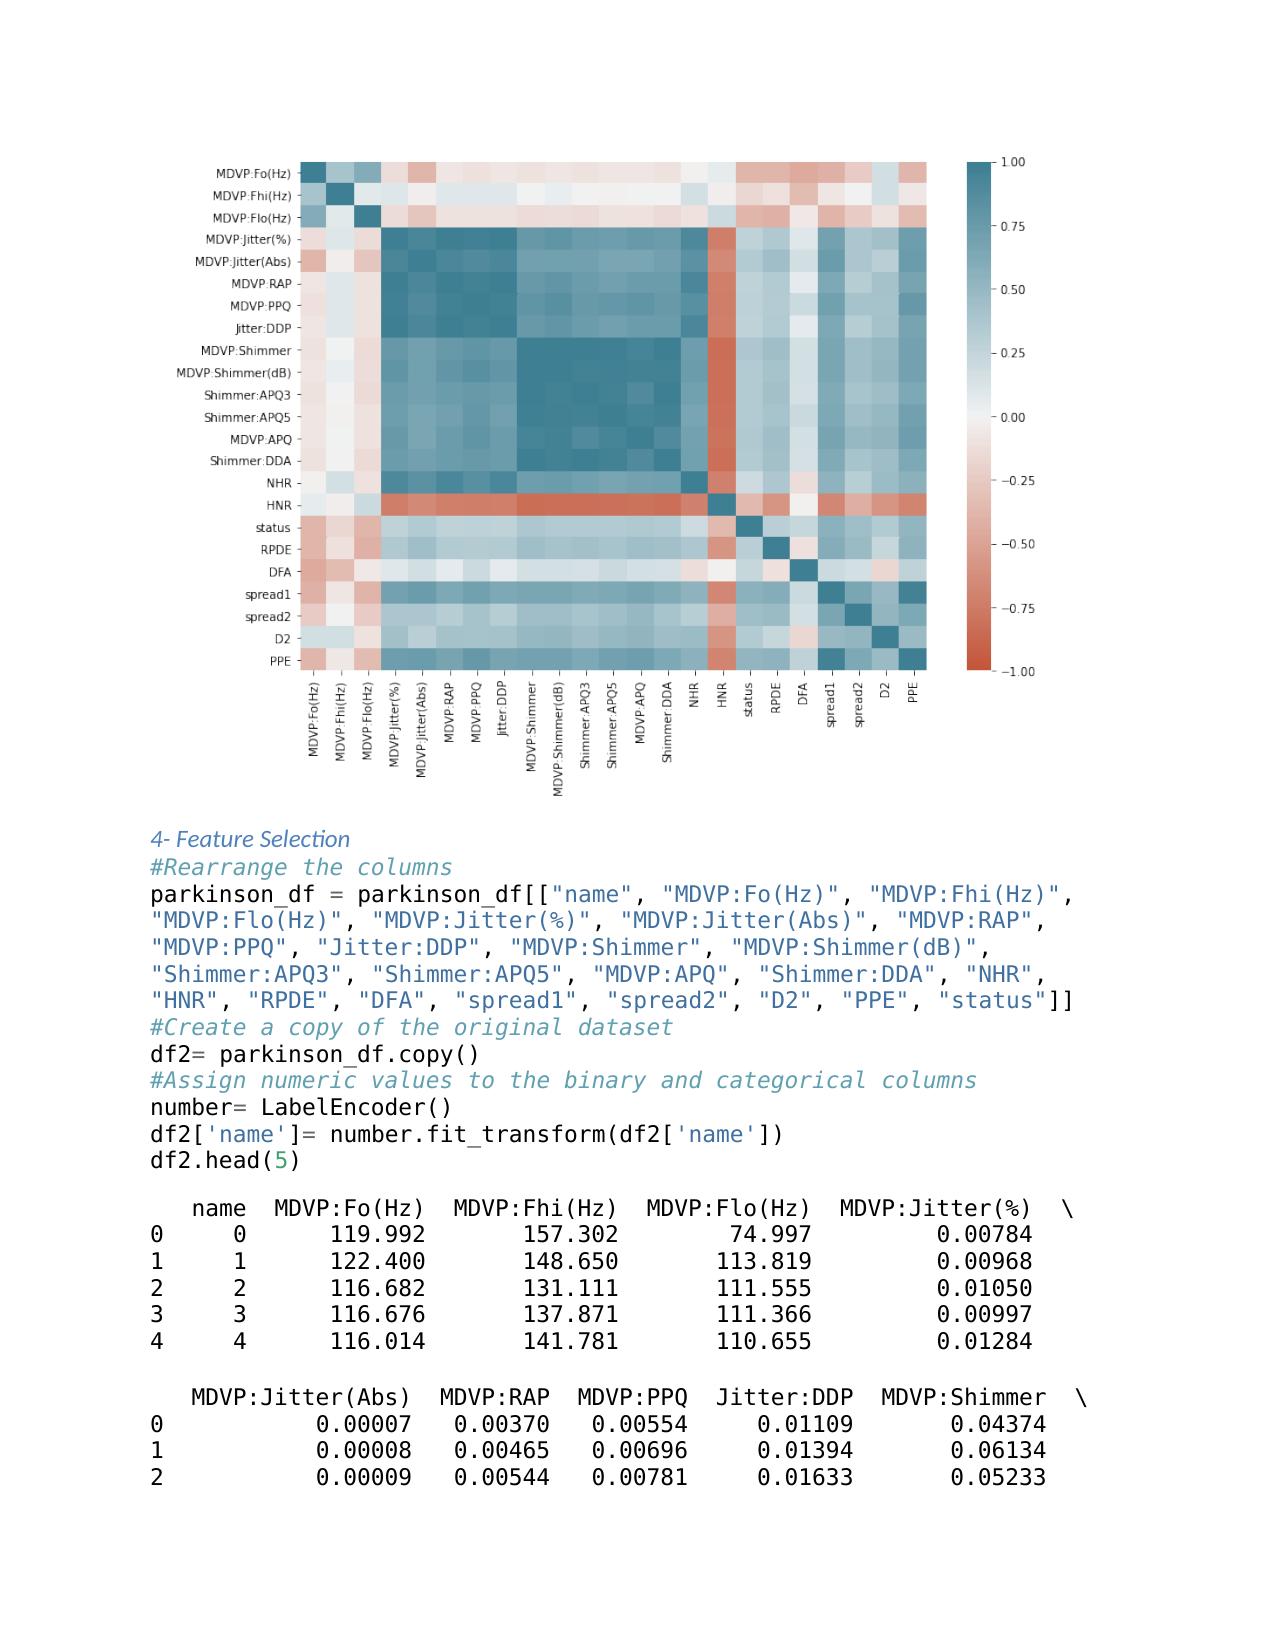 MDVP:Fo(Hz)
MDVP:Fhi(Hz)
MDVP:Flo(Hz)
MDVP:Jitter(%)
MDVP:Jitter(Abs)
MDVP:RAP
MDVP:PPQ
Jitter:DDP
MDVP:Shimmer
MDVP:Shimmer(dB)
Shimmer:APQ3
Shimmer:APQ5
MDVP:APQ
Shimmer:DDA
NHR
HNR
status
RPDE
DFA
spread1
spread2
D2
PPE
1.00
0.75
0.50
0.25
0.00
−0.25
−0.50
−0.75
−1.00
MDVP:Fo(Hz)
MDVP:Fhi(Hz)
MDVP:Flo(Hz)
MDVP:Jitter(%)
MDVP:Jitter(Abs)
MDVP:RAP
MDVP:PPQ
Jitter:DDP
MDVP:Shimmer
MDVP:Shimmer(dB)
Shimmer:APQ3
Shimmer:APQ5
MDVP:APQ
Shimmer:DDA
NHR
HNR
status
RPDE
DFA
spread1
spread2
D2
PPE
4- Feature Selection
#Rearrange the columns
parkinson_df = parkinson_df[["name", "MDVP:Fo(Hz)", "MDVP:Fhi(Hz)",
"MDVP:Flo(Hz)", "MDVP:Jitter(%)", "MDVP:Jitter(Abs)", "MDVP:RAP",
"MDVP:PPQ", "Jitter:DDP", "MDVP:Shimmer", "MDVP:Shimmer(dB)",
"Shimmer:APQ3", "Shimmer:APQ5", "MDVP:APQ", "Shimmer:DDA", "NHR",
"HNR", "RPDE", "DFA", "spread1", "spread2", "D2", "PPE", "status"]]
#Create a copy of the original dataset
df2= parkinson_df.copy()
#Assign numeric values to the binary and categorical columns
number= LabelEncoder()
df2['name']= number.fit_transform(df2['name'])
df2.head(5)
name  MDVP:Fo(Hz)  MDVP:Fhi(Hz)  MDVP:Flo(Hz)  MDVP:Jitter(%)  \
0     0      119.992       157.302        74.997         0.00784
1     1      122.400       148.650       113.819         0.00968
2     2      116.682       131.111       111.555         0.01050
3     3      116.676       137.871       111.366         0.00997
4     4      116.014       141.781       110.655         0.01284
MDVP:Jitter(Abs)  MDVP:RAP  MDVP:PPQ  Jitter:DDP  MDVP:Shimmer  \
0           0.00007   0.00370   0.00554     0.01109       0.04374
1           0.00008   0.00465   0.00696     0.01394       0.06134
2           0.00009   0.00544   0.00781     0.01633       0.05233